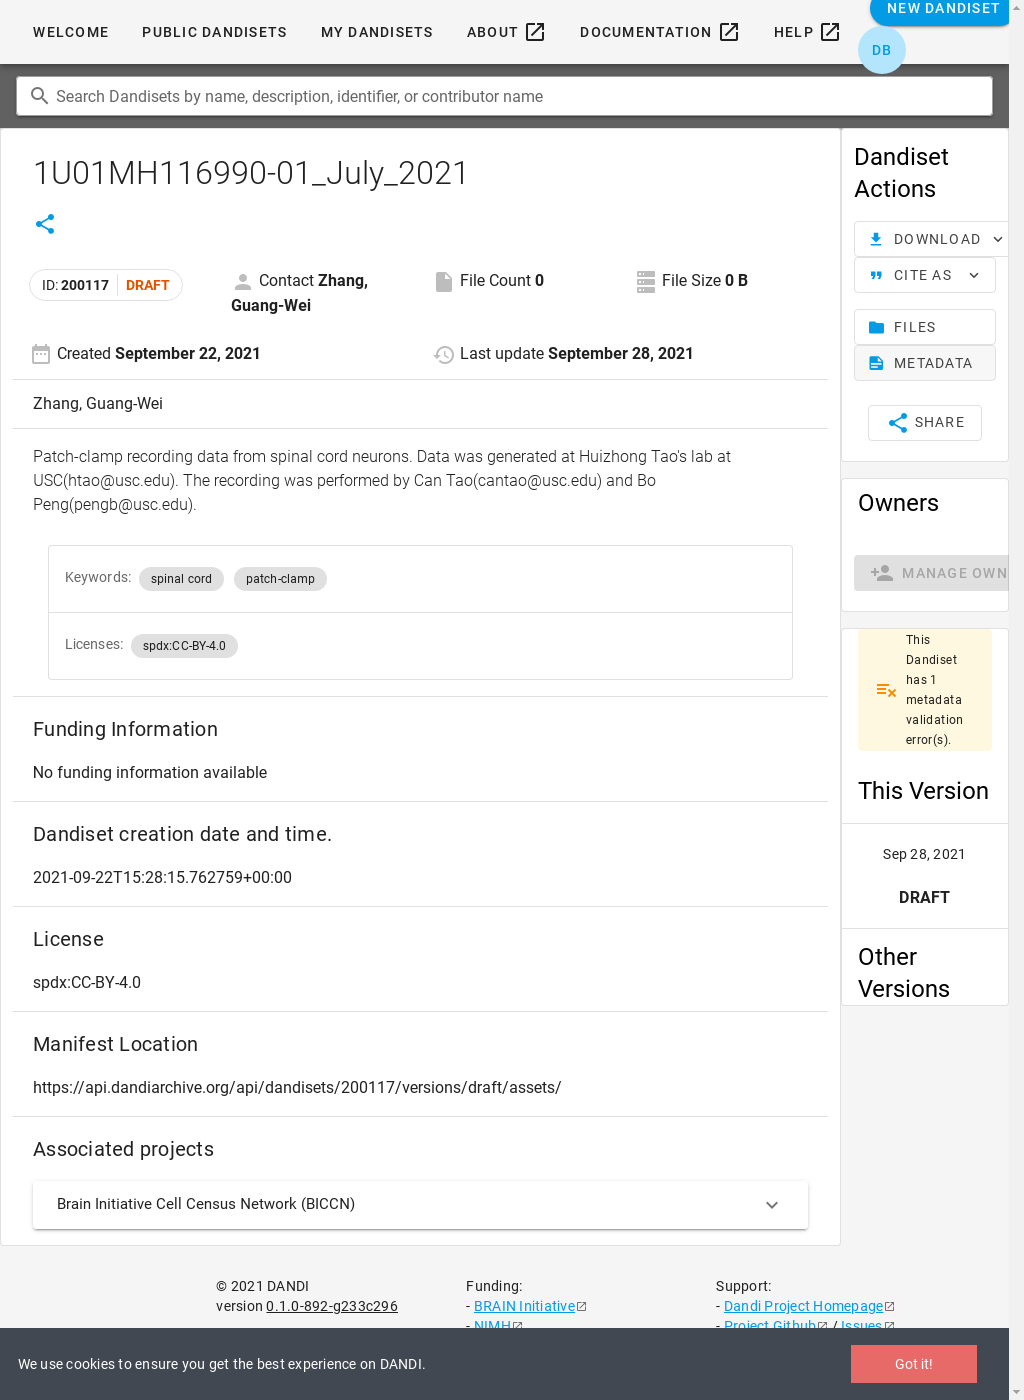 WELCOME
PUBLIC DANDISETS
MY DANDISETS
ABOUT
DOCUMENTATION
HELP
NEW DANDISET
DB
Search Dandisets by name, description, identifier, or contributor name
1U01MH116990-01_July_2021
ID: 200117 DRAFT
Contact Zhang,
Guang-Wei
File Count 0
File Size 0 B
Created September 22, 2021
Last update September 28, 2021
Zhang, Guang-Wei
Patch-clamp recording data from spinal cord neurons. Data was generated at Huizhong Tao's lab at
USC(htao@usc.edu). The recording was performed by Can Tao(cantao@usc.edu) and Bo
Peng(pengb@usc.edu).
Keywords: spinal cord patch-clamp
Licenses: spdx:CC-BY-4.0
Funding Information
No funding information available
Dandiset creation date and time.
2021-09-22T15:28:15.762759+00:00
License
spdx:CC-BY-4.0
Manifest Location
https://api.dandiarchive.org/api/dandisets/200117/versions/draft/assets/
Associated projects
Brain Initiative Cell Census Network (BICCN)
Dandiset
Actions
DOWNLOAD
CITE AS
FILES
METADATA
SHARE
Owners
MANAGE OWN
This
Dandiset
has 1
metadata
validation
error(s).
This Version
Sep 28, 2021
DRAFT
Other
Versions
© 2021 DANDI
version 0.1.0-892-g233c296
Funding:
- BRAIN Initiative
- NIMH
Support:
- Dandi Project Homepage
- Project Github / Issues
We use cookies to ensure you get the best experience on DANDI.
Got it!